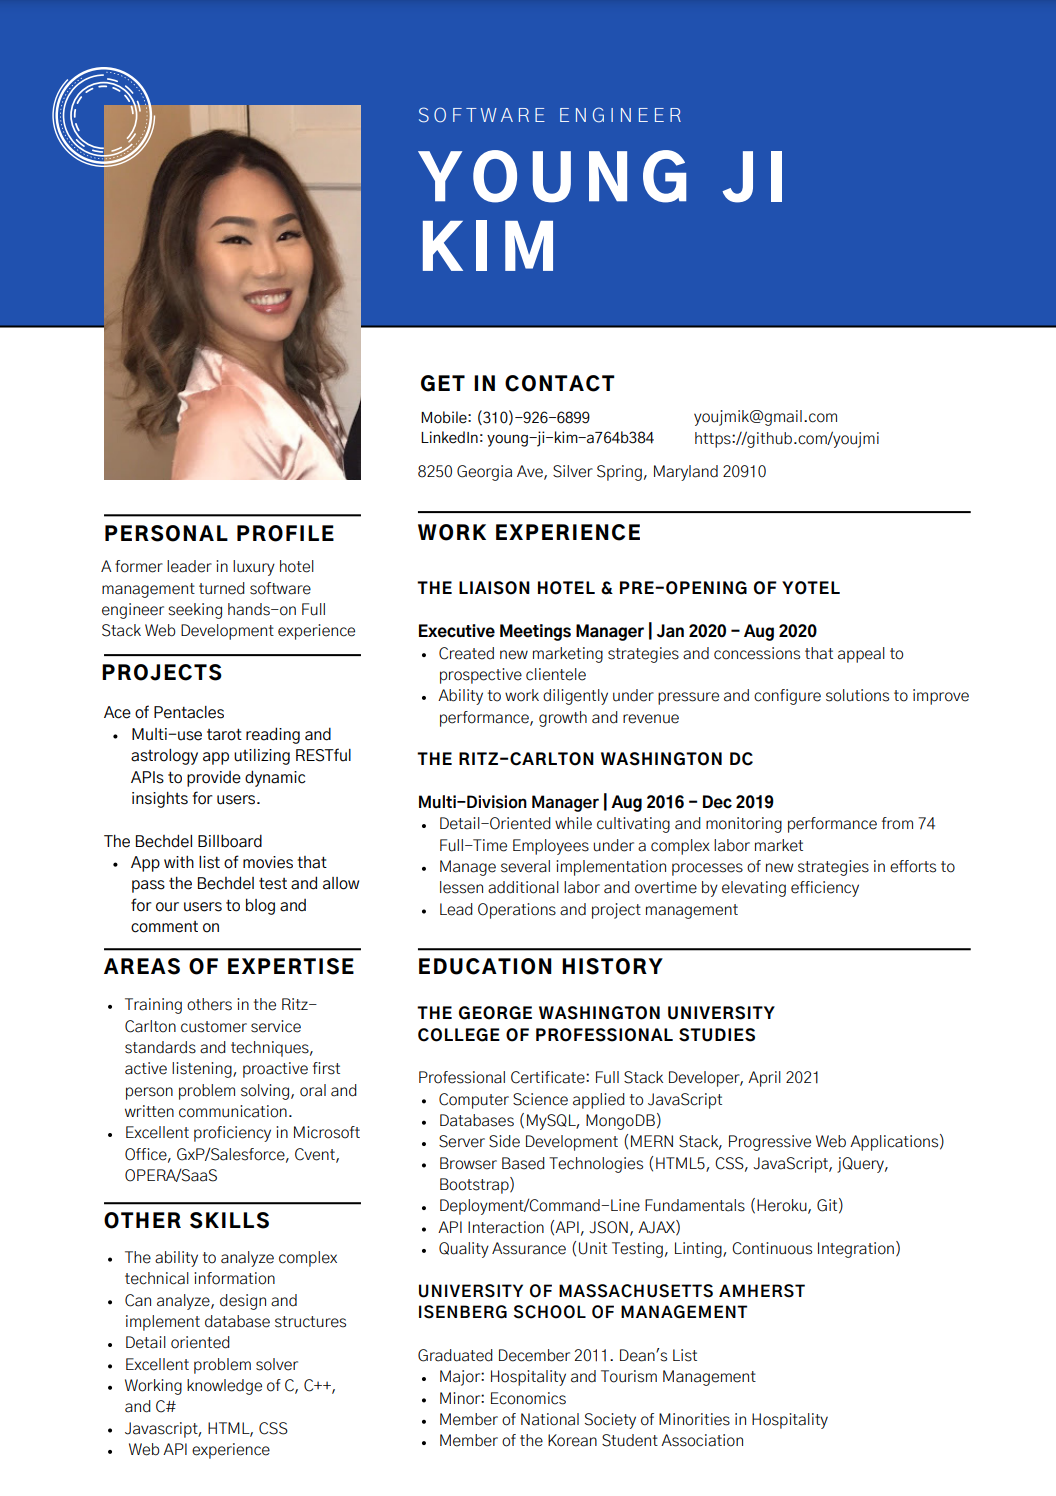 SOFTWARE ENGINEER
YOUNG JI
KIM
GET IN CONTACT
Mobile: (310)-926-6899
LinkedIn: young-ji-kim-a764b384
youjmik@gmail.com
https://github.com/youjmi
8250 Georgia Ave, Silver Spring, Maryland 20910
PERSONAL PROFILE
A former leader in luxury hotel
management turned software
engineer seeking hands-on Full
Stack Web Development experience
PROJECTS
Ace of Pentacles
• Multi-use tarot reading and
astrology app utilizing RESTful
APIs to provide dynamic
insights for users.
The Bechdel Billboard
• App with list of movies that
pass the Bechdel test and allow
for our users to blog and
comment on
AREAS OF EXPERTISE
• Training others in the Ritz-
Carlton customer service
standards and techniques,
active listening, proactive first
person problem solving, oral and
written communication.
• Excellent proficiency in Microsoft
Office, GxP/Salesforce, Cvent,
OPERA/SaaS
OTHER SKILLS
• The ability to analyze complex
technical information
• Can analyze, design and
implement database structures
• Detail oriented
• Excellent problem solver
• Working knowledge of C, C++,
and C#
• Javascript, HTML, CSS
• Web API experience
WORK EXPERIENCE
THE LIAISON HOTEL & PRE-OPENING OF YOTEL
Executive Meetings Manager | Jan 2020 - Aug 2020
• Created new marketing strategies and concessions that appeal to
prospective clientele
• Ability to work diligently under pressure and configure solutions to improve
performance, growth and revenue
THE RITZ-CARLTON WASHINGTON DC
Multi-Division Manager | Aug 2016 - Dec 2019
• Detail-Oriented while cultivating and monitoring performance from 74
Full-Time Employees under a complex labor market
• Manage several implementation processes of new strategies in efforts to
lessen additional labor and overtime by elevating efficiency
• Lead Operations and project management
EDUCATION HISTORY
THE GEORGE WASHINGTON UNIVERSITY
COLLEGE OF PROFESSIONAL STUDIES
Professional Certificate: Full Stack Developer, April 2021
• Computer Science applied to JavaScript
• Databases (MySQL, MongoDB)
• Server Side Development (MERN Stack, Progressive Web Applications)
• Browser Based Technologies (HTML5, CSS, JavaScript, jQuery,
Bootstrap)
• Deployment/Command-Line Fundamentals (Heroku, Git)
• API Interaction (API, JSON, AJAX)
• Quality Assurance (Unit Testing, Linting, Continuous Integration)
UNIVERSITY OF MASSACHUSETTS AMHERST
ISENBERG SCHOOL OF MANAGEMENT
Graduated December 2011. Dean's List
• Major: Hospitality and Tourism Management
• Minor: Economics
• Member of National Society of Minorities in Hospitality
• Member of the Korean Student Association